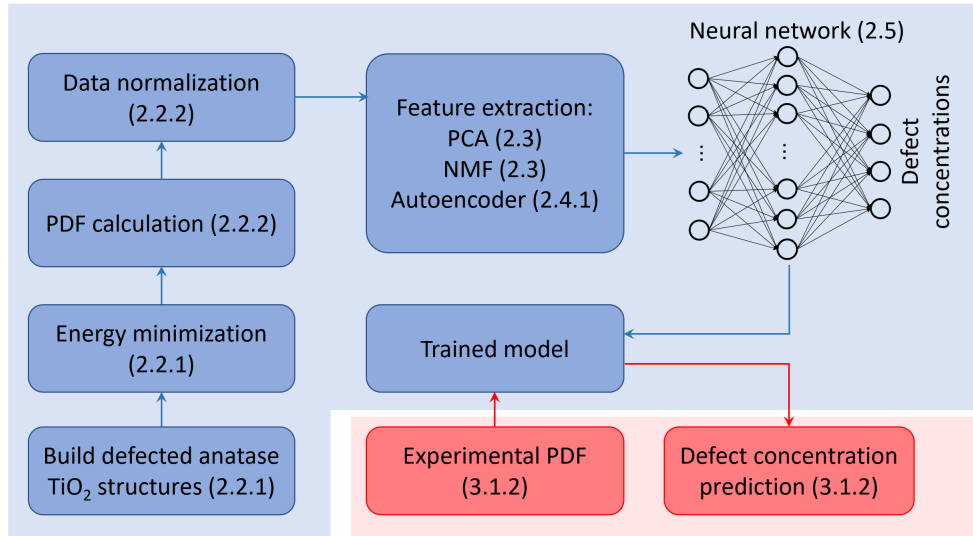 Neural network (2.5)
Data normalization
(2.2.2)
Feature extraction:
PCA (2.3)
NMF (2.3)
Autoencoder (2.4.1)
...
...
Defect
concentrations
PDF calculation (2.2.2)
Energy minimization
(2.2.1)
Trained model
Build defected anatase
TiO₂ structures (2.2.1)
Experimental PDF
(3.1.2)
Defect concentration
prediction (3.1.2)